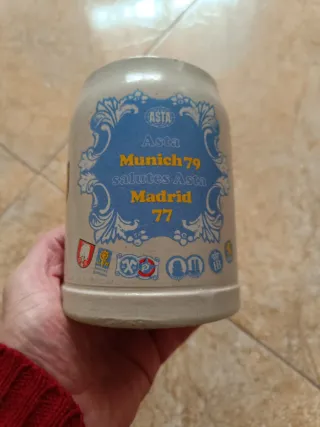 ASTA
Asta
Munich 79
salutes Asta
Madrid
77